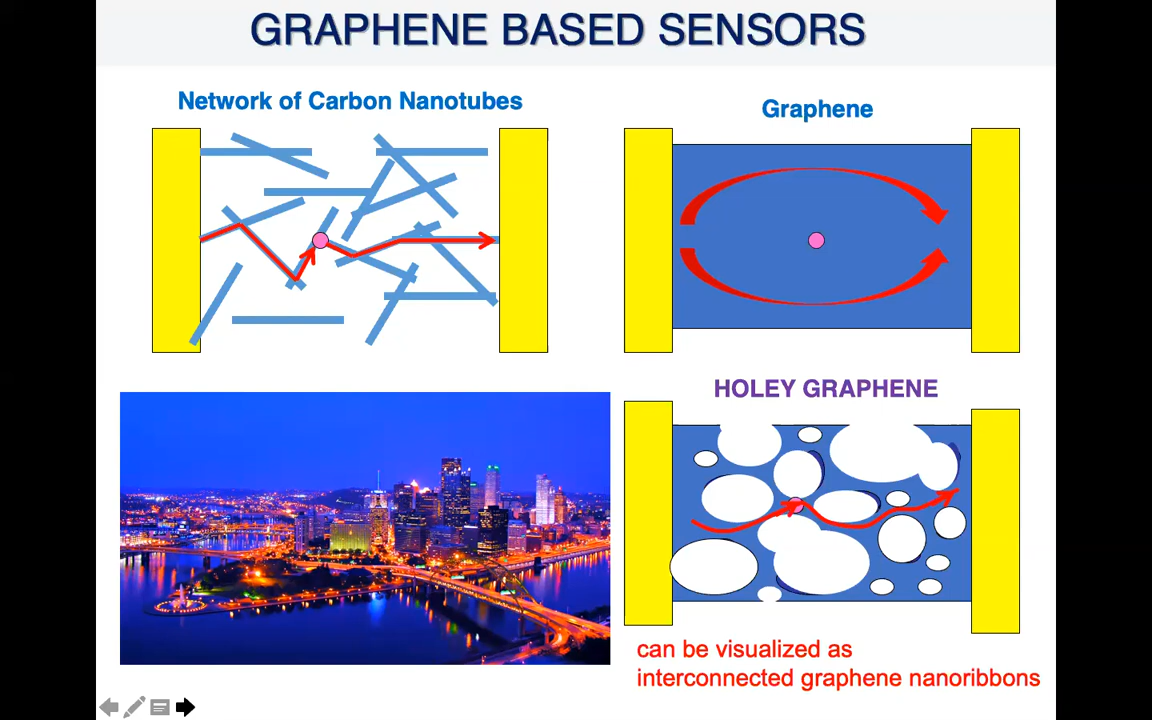 GRAPHENE BASED SENSORS
Network of Carbon Nanotubes
Graphene
HOLEY GRAPHENE
can be visualized as
interconnected graphene nanoribbons